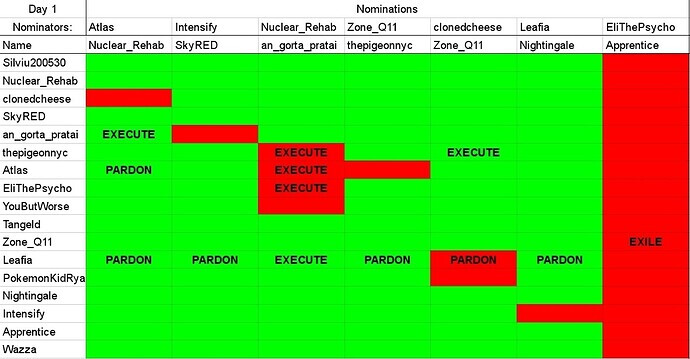 Day 1 Nominations
Nominators: Atlas Intensify Nuclear_Rehab Zone_Q11 clonedcheese Leafia EliThePsycho
Name Nuclear_Rehab SkyRED an_gorta_pratai thepigeonnyc Zone_Q11 Nightingale Apprentice
Silviu200530
Nuclear_Rehab
clonedcheese
SkyRED
an_gorta_pratai EXECUTE
thepigeonnyc EXECUTE EXECUTE
Atlas PARDON EXECUTE
EliThePsycho EXECUTE
YouButWorse
Tangeld
Zone_Q11 EXILE
Leafia PARDON PARDON EXECUTE PARDON PARDON PARDON
PokemonKidRya
Nightingale
Intensify
Apprentice
Wazza